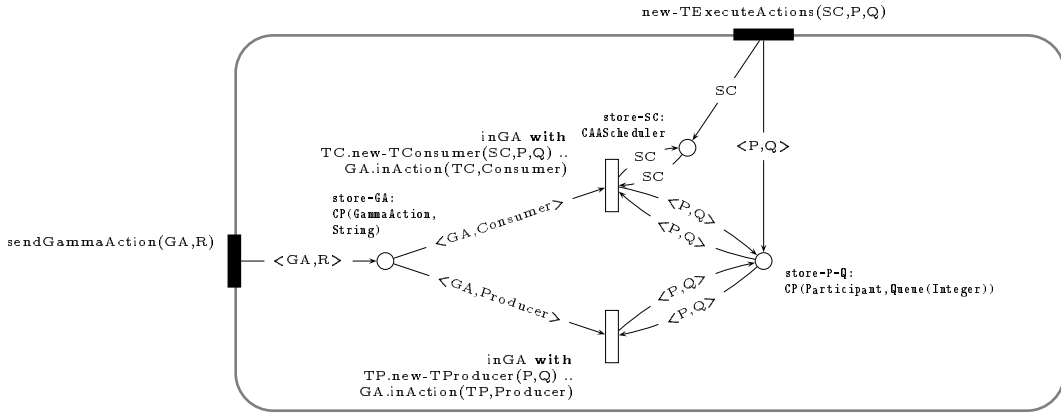 new-TExecuteActions(SC,P,Q)
SC
store-SC:
CAAScheduler
inGA with
TC.new-TConsumer(SC,P,Q) ..
GA.inAction(TC,Consumer)
SC
SC
<P,Q>
store-GA:
CP(GammaAction,
String)
<GA,Consumer>
<P,Q>
<P,Q>
sendGammaAction(GA,R)
<GA,R>
store-P-Q:
CP(Participant,Queue(Integer))
<GA,Producer>
<P,Q>
<P,Q>
inGA with
TP.new-TProducer(P,Q) ..
GA.inAction(TP,Producer)